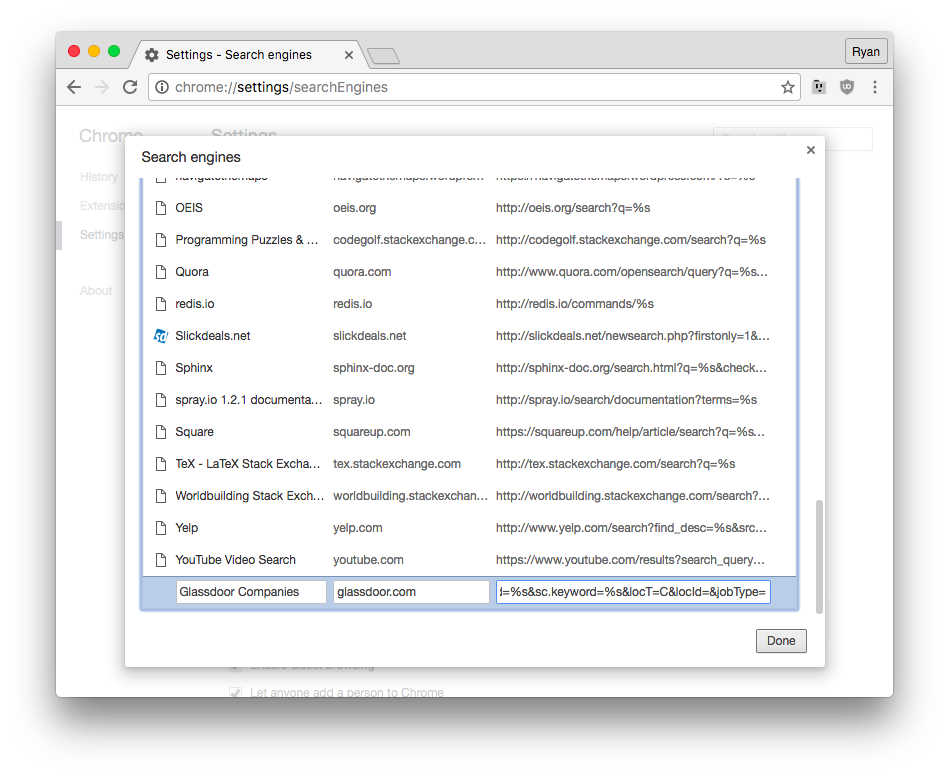 Settings - Search engines
Ryan
chrome://settings/searchEngines
Chrome
Settings
History
Settings
About
Search engines
OEIS oeis.org http://oeis.org/search?q=%s
Programming Puzzles & ... codegolf.stackexchange.c... http://codegolf.stackexchange.com/search?q=%s
Quora quora.com http://www.quora.com/opensearch/query?q=%s...
redis.io redis.io http://redis.io/commands/%s
Slickdeals.net slickdeals.net http://slickdeals.net/newsearch.php?firstonly=1&...
Sphinx sphinx-doc.org http://sphinx-doc.org/search.html?q=%s&check...
spray.io 1.2.1 documenta... spray.io http://spray.io/search/documentation?terms=%s
Square squareup.com https://squareup.com/help/article/search?q=%s...
TeX - LaTeX Stack Excha... tex.stackexchange.com http://tex.stackexchange.com/search?q=%s
Worldbuilding Stack Exch... worldbuilding.stackexchan... http://worldbuilding.stackexchange.com/search?...
Yelp yelp.com http://www.yelp.com/search?find_desc=%s&src...
YouTube Video Search youtube.com https://www.youtube.com/results?search_query...
Glassdoor Companies glassdoor.com =%s&sc.keyword=%s&locT=C&locId=&jobType=
Done
Let anyone add a person to Chrome